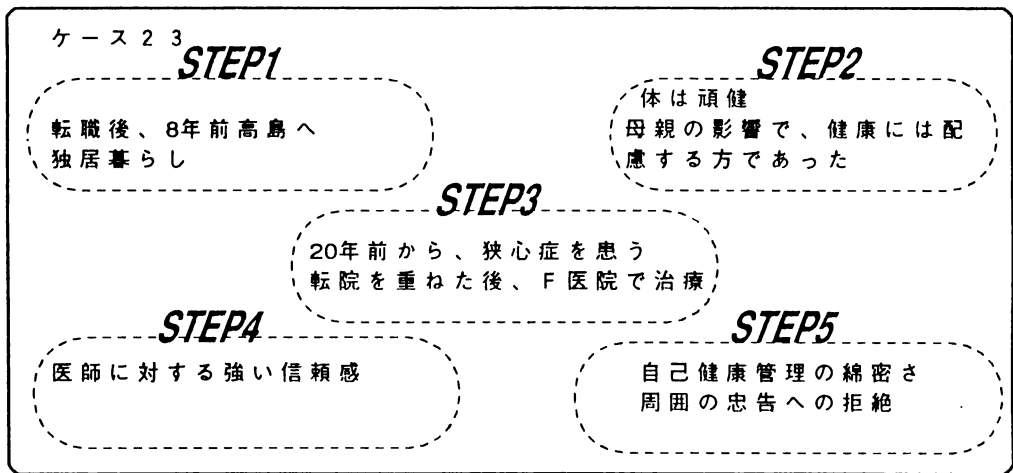 ケース23
STEP1
転職後、8年前高島へ
独居暮らし
STEP2
体は頑健
母親の影響で、健康には配
慮する方であった
STEP3
20年前から、狭心症を患う
転院を重ねた後、F医院で治療
STEP4
医師に対する強い信頼感
STEP5
自己健康管理の綿密さ
周囲の忠告への拒絶